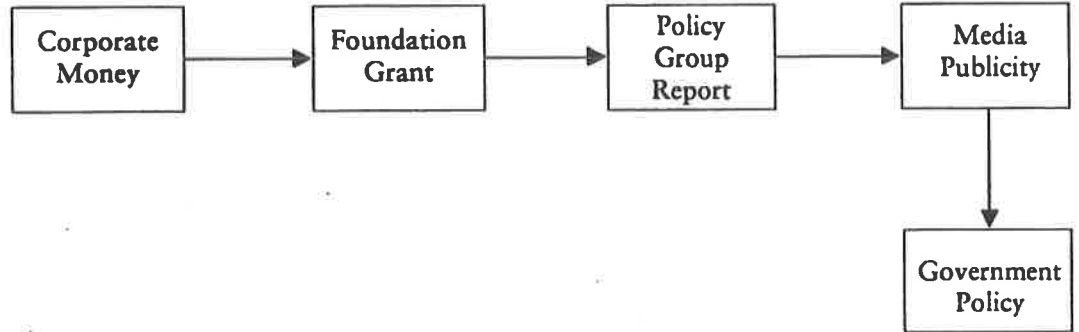 Corporate
Money
Foundation
Grant
Policy
Group
Report
Media
Publicity
Government
Policy